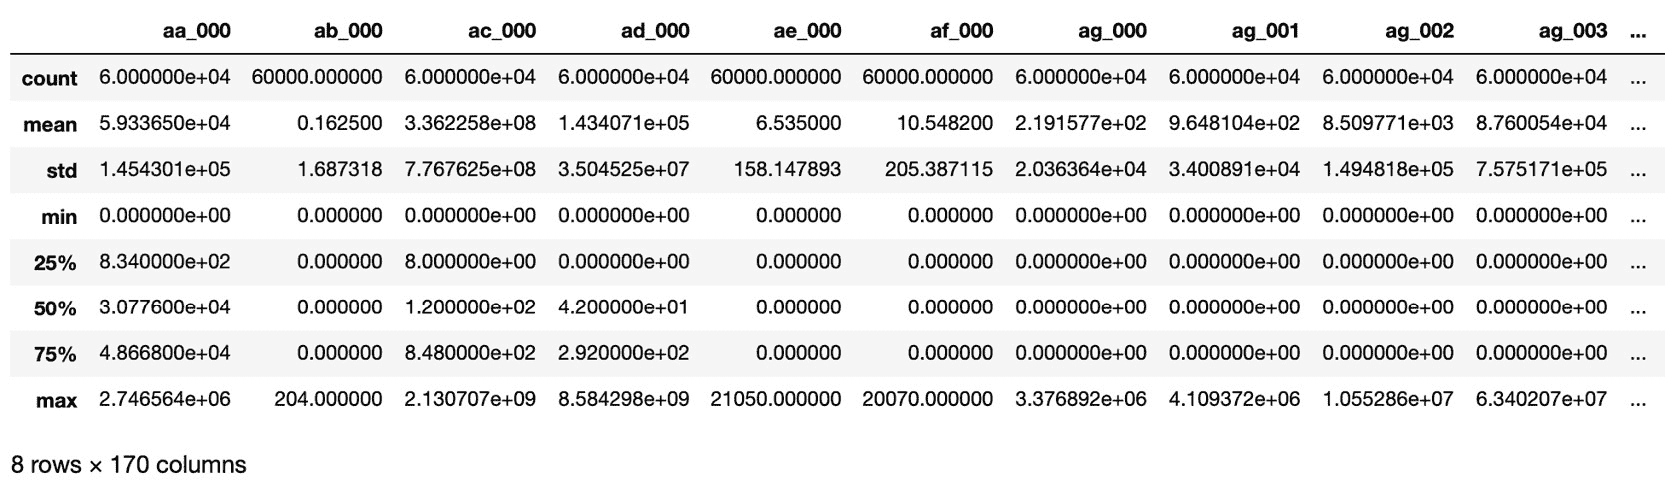 aa_000 ab_000 ac_000 ad_000 ae_000 af_000 ag_000 ag_001 ag_002 ag_003 ...
count 6.000000e+04 60000.000000 6.000000e+04 6.000000e+04 60000.000000 60000.000000 6.000000e+04 6.000000e+04 6.000000e+04 6.000000e+04 ...
mean 5.933650e+04 0.162500 3.362258e+08 1.434071e+05 6.535000 10.548200 2.191577e+02 9.648104e+02 8.509771e+03 8.760054e+04 ...
std 1.454301e+05 1.687318 7.767625e+08 3.504525e+07 158.147893 205.387115 2.036364e+04 3.400891e+04 1.494818e+05 7.575171e+05 ...
min 0.000000e+00 0.000000 0.000000e+00 0.000000e+00 0.000000 0.000000 0.000000e+00 0.000000e+00 0.000000e+00 0.000000e+00 ...
25% 8.340000e+02 0.000000 8.000000e+00 0.000000e+00 0.000000 0.000000 0.000000e+00 0.000000e+00 0.000000e+00 0.000000e+00 ...
50% 3.077600e+04 0.000000 1.200000e+02 4.200000e+01 0.000000 0.000000 0.000000e+00 0.000000e+00 0.000000e+00 0.000000e+00 ...
75% 4.866800e+04 0.000000 8.480000e+02 2.920000e+02 0.000000 0.000000 0.000000e+00 0.000000e+00 0.000000e+00 0.000000e+00 ...
max 2.746564e+06 204.000000 2.130707e+09 8.584298e+09 21050.000000 20070.000000 3.376892e+06 4.109372e+06 1.055286e+07 6.340207e+07 ...
8 rows × 170 columns